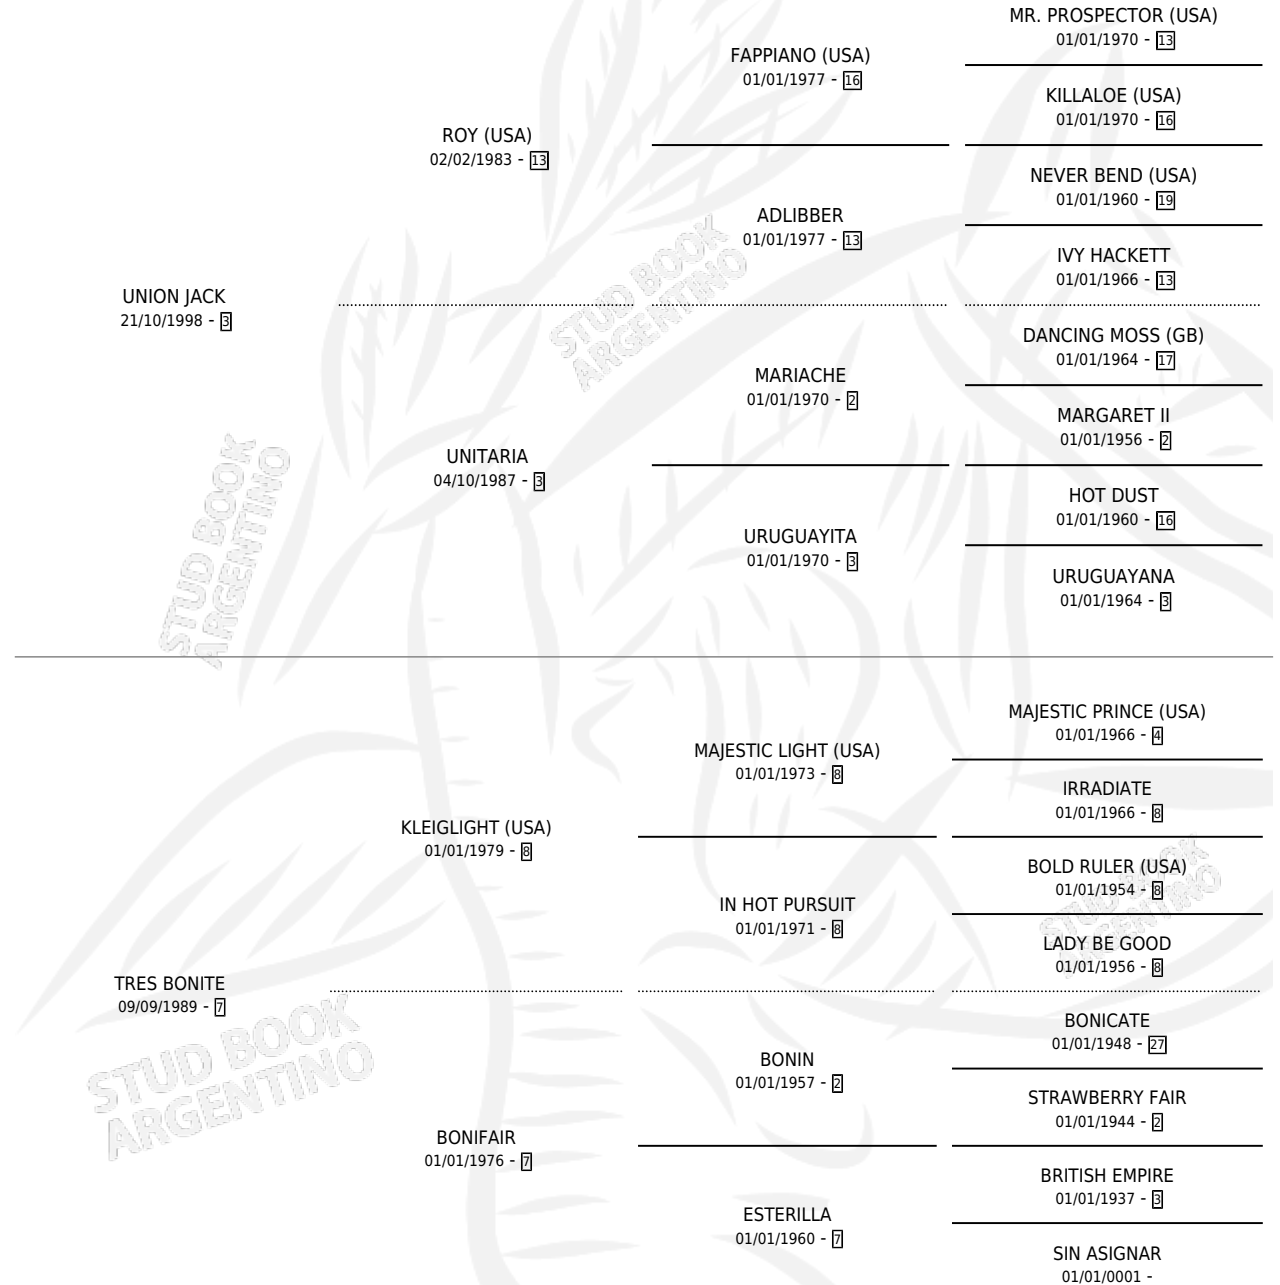 MR. PROSPECTOR (USA)
01/01/1970 - 13
FAPPIANO (USA)
01/01/1977 - 16
KILLALOE (USA)
01/01/1970 - 16
ROY (USA)
02/02/1983 - 13
NEVER BEND (USA)
01/01/1960 - 19
ADLIBBER
01/01/1977 - 13
IVY HACKETT
01/01/1966 - 13
UNION JACK
21/10/1998 - 3
DANCING MOSS (GB)
01/01/1964 - 17
MARIACHE
01/01/1970 - 2
MARGARET II
01/01/1956 - 2
UNITARIA
04/10/1987 - 3
HOT DUST
01/01/1960 - 16
URUGUAYITA
01/01/1970 - 3
URUGUAYANA
01/01/1964 - 3
STUD BOOK
ARGENTINO
STUD BOOK
ARGENTINO
MAJESTIC PRINCE (USA)
01/01/1966 - 4
MAJESTIC LIGHT (USA)
01/01/1973 - 8
IRRADIATE
01/01/1966 - 8
KLEIGLIGHT (USA)
01/01/1979 - 8
BOLD RULER (USA)
01/01/1954 - 8
IN HOT PURSUIT
01/01/1971 - 8
LADY BE GOOD
01/01/1956 - 8
TRES BONITE
09/09/1989 - 7
BONICATE
01/01/1948 - 27
BONIN
01/01/1957 - 2
STRAWBERRY FAIR
01/01/1944 - 2
BONIFAIR
01/01/1976 - 7
BRITISH EMPIRE
01/01/1937 - 3
ESTERILLA
01/01/1960 - 7
SIN ASIGNAR
01/01/0001 -
STUD BOOK
ARGENTINO
STUD BOOK
ARGENTINO